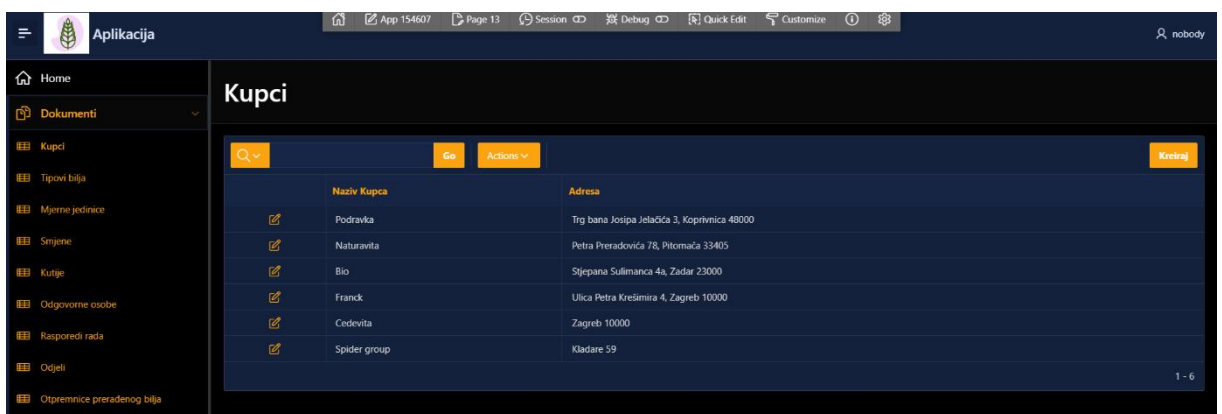 App 154607 Page 13 Session Debug Quick Edit Customize
Aplikacija nobody
Home
Dokumenti
Kupci
Tipovi bilja
Mjerne jedinice
Smjene
Kutije
Odgovorne osobe
Rasporedi rada
Odjeli
Otpremnice prerađenog bilja
Kupci
Go Actions Kreiraj
Naziv Kupca Adresa
Podravka Trg bana Josipa Jelačića 3, Koprivnica 48000
Naturavita Petra Preradovića 78, Pitomača 33405
Bio Stjepana Sulimanca 4a, Zadar 23000
Franck Ulica Petra Krešimira 4, Zagreb 10000
Cedevita Zagreb 10000
Spider group Kladare 59
1 - 6